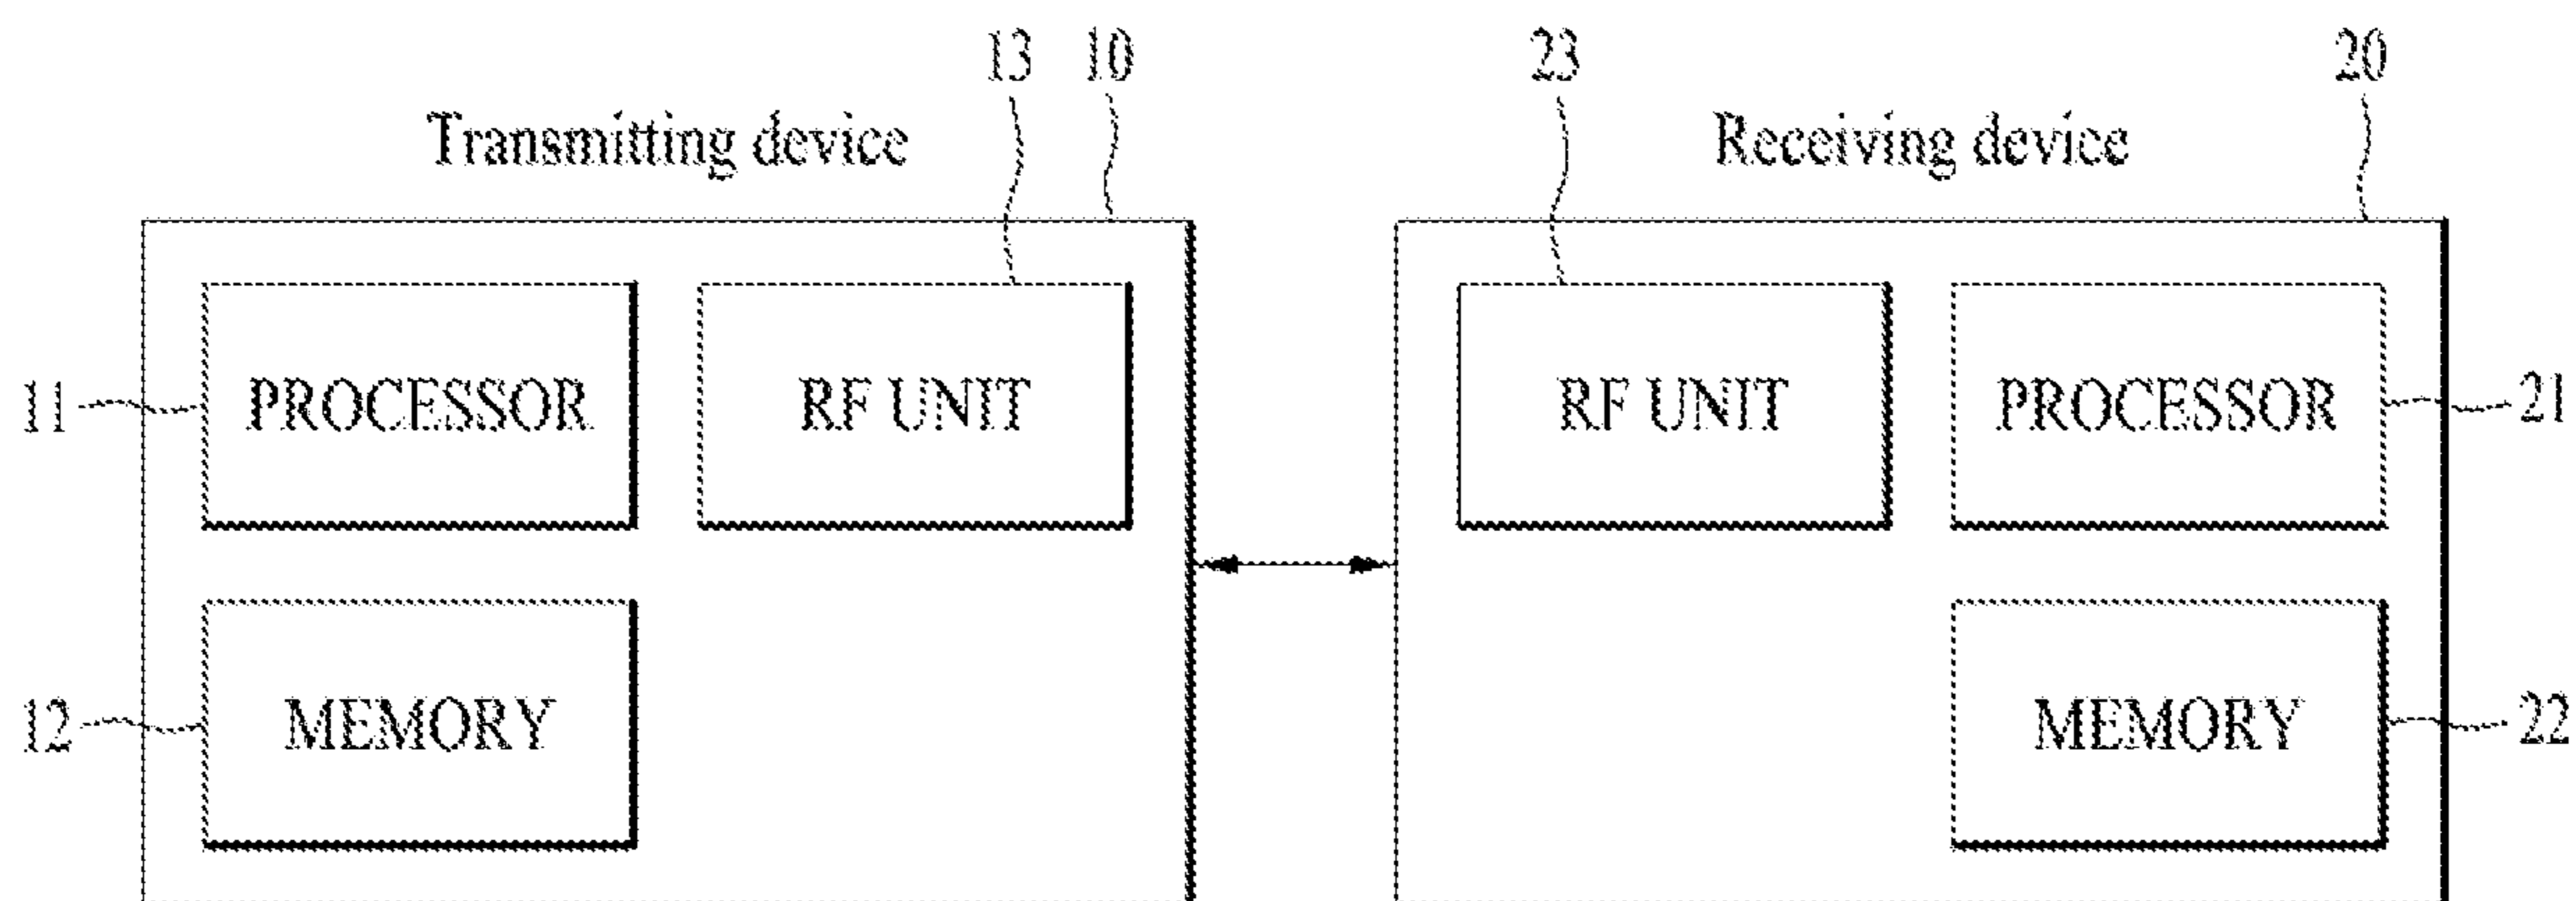 13 10 23 20
Transmitting device Receiving device
11 PROCESSOR RF UNIT RF UNIT PROCESSOR 21
12 MEMORY MEMORY 22